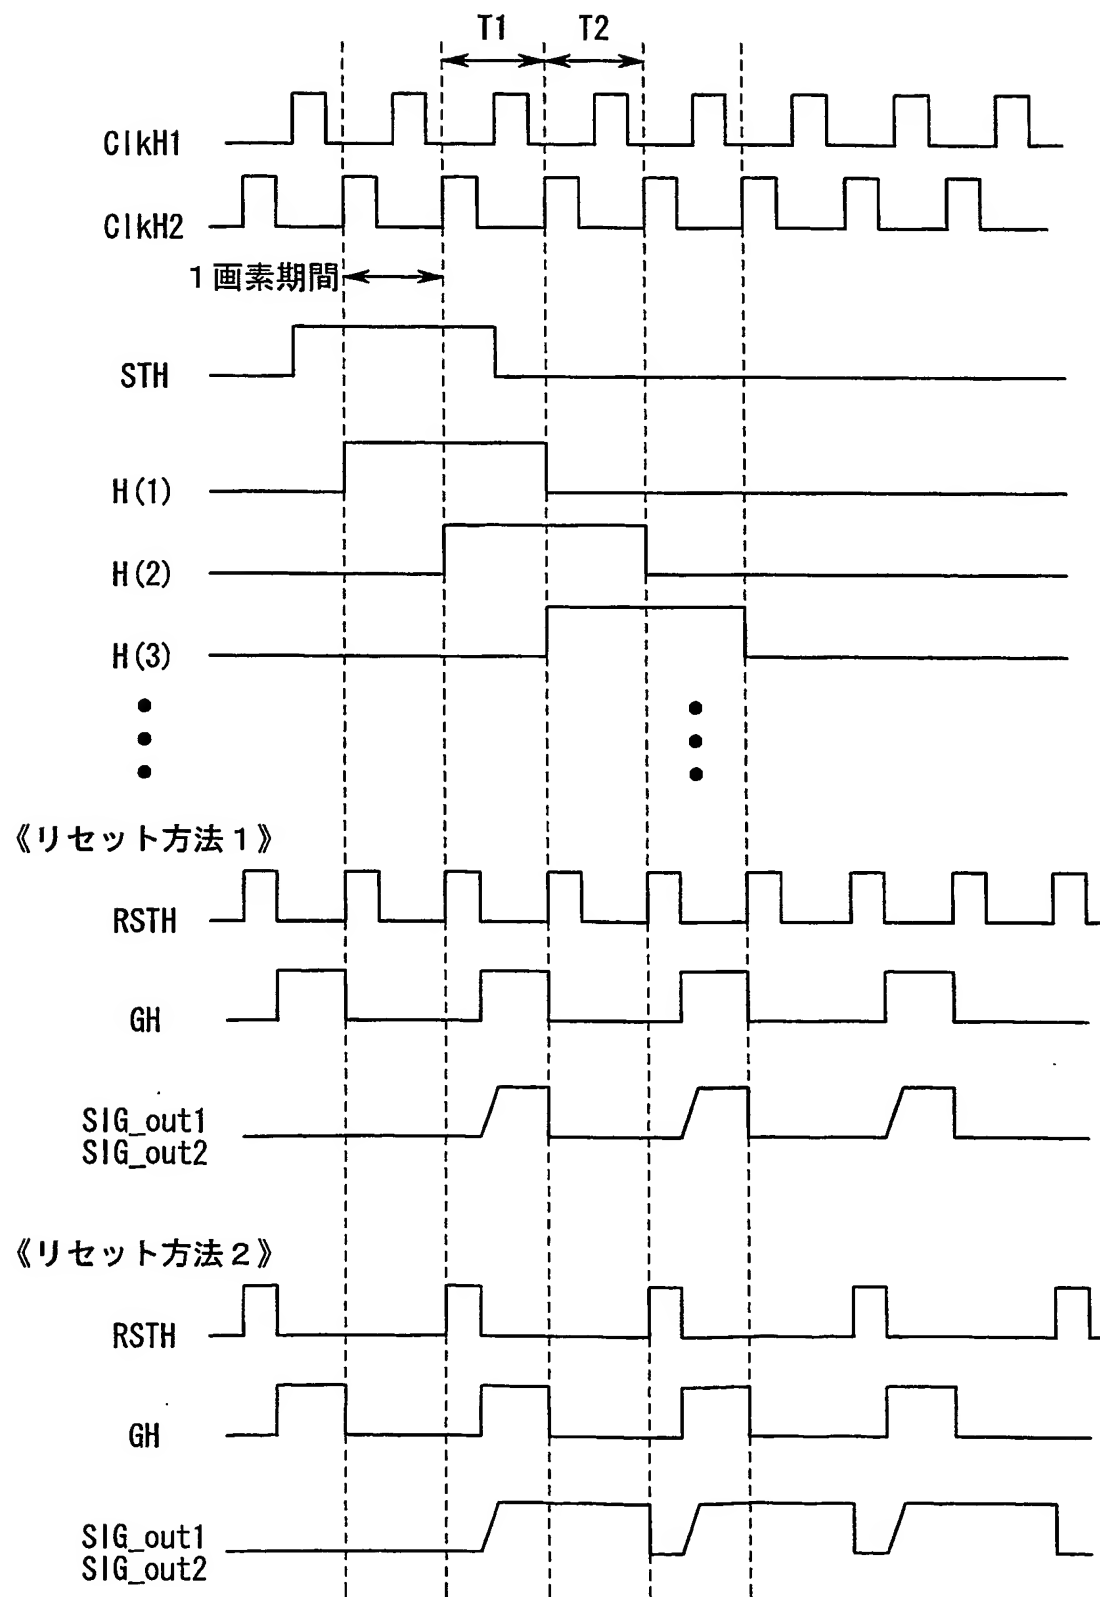 T1 T2
ClkH1
ClkH2
1画素期間
STH
H(1)
H(2)
H(3)
《リセット方法1》
RSTH
GH
SIG_out1
SIG_out2
《リセット方法2》
RSTH
GH
SIG_out1
SIG_out2